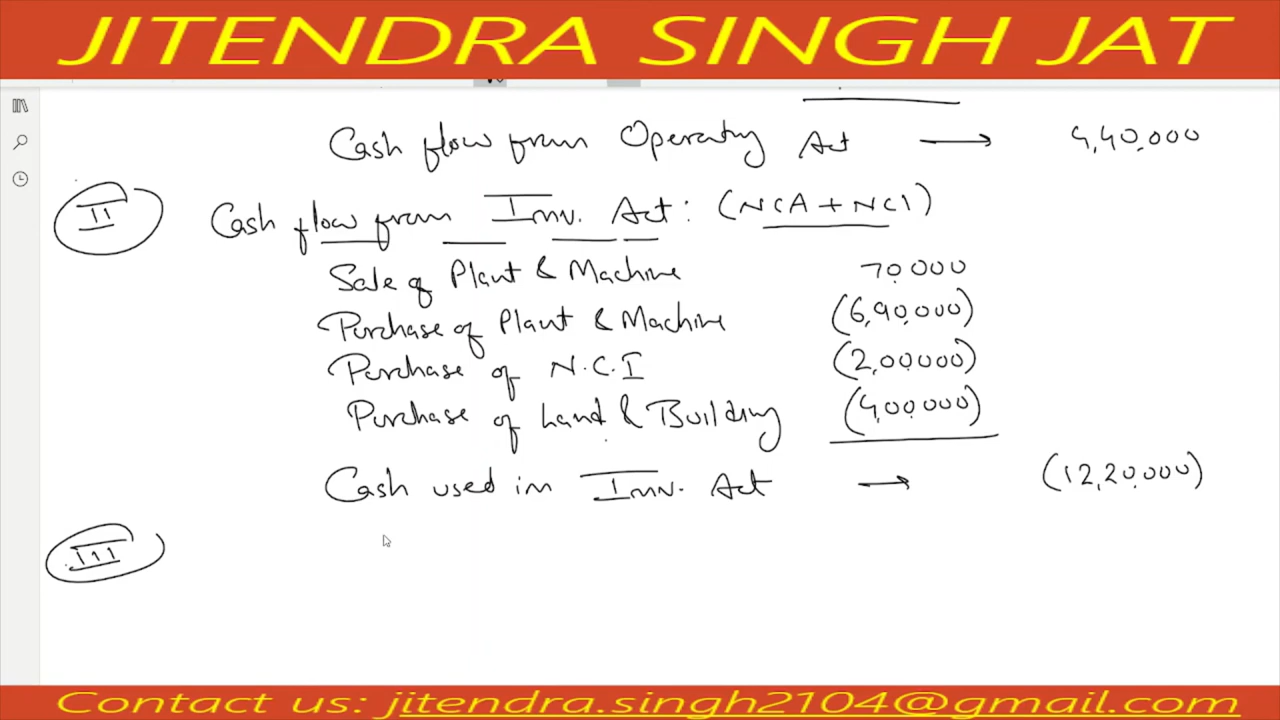 JITENDRA SINGH JAT
Cash flow from Operating Act → 4,40,000
II Cash flow from Inv. Act: (NCA + NCI)
Sale of Plant & Machine 70,000
Purchase of Plant & Machine (6,90,000)
Purchase of N.C.I (2,00,000)
Purchase of Land & Building (4,00,000)
Cash used in Inv. Act → (12,20,000)
III
Contact us: jitendra.singh2104@gmail.com